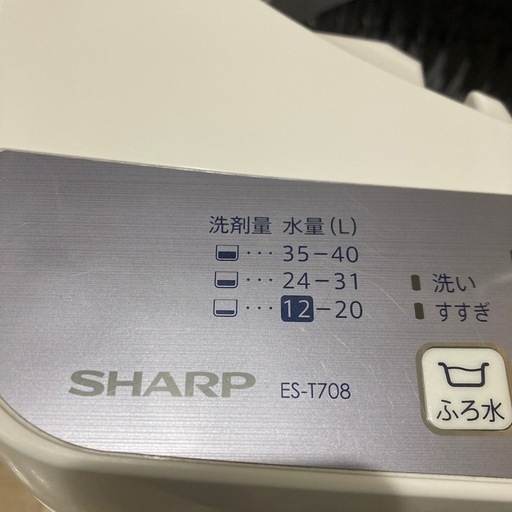 洗剤量 水量(L)
･･･35-40
･･･24-31
･･･12-20
洗い
すすぎ
ふろ水
SHARP ES-T708